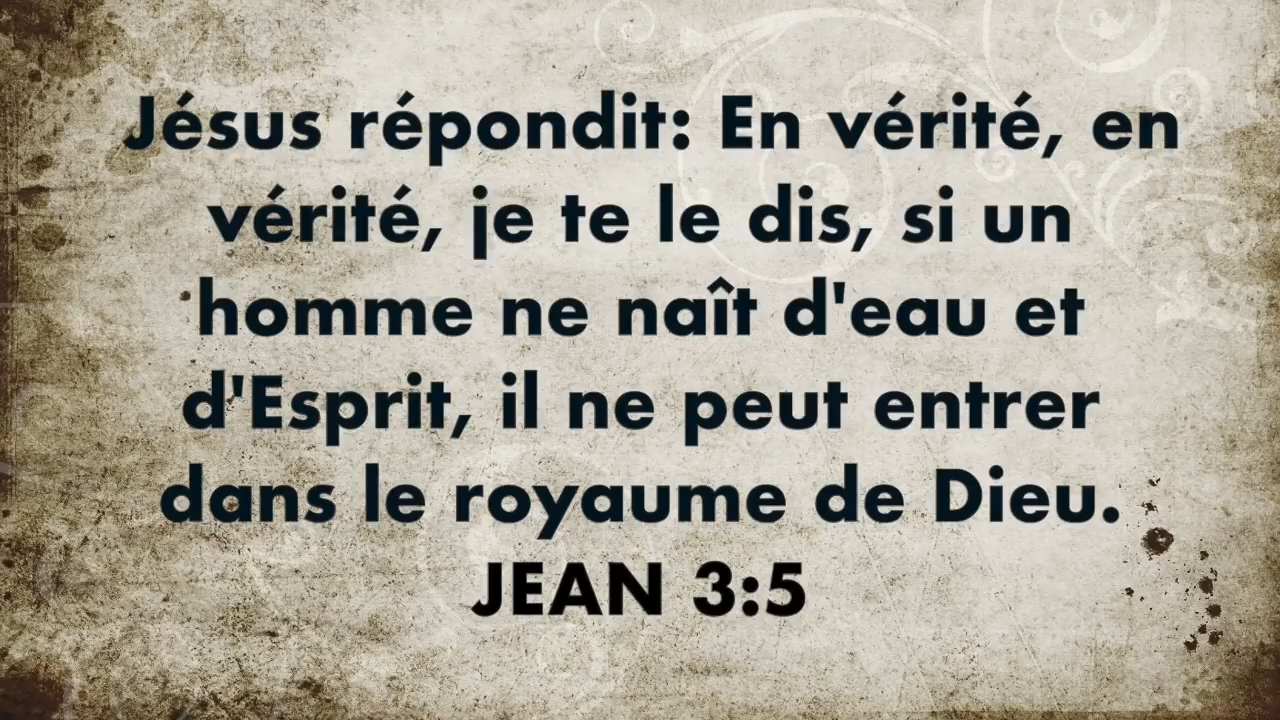 Jésus répondit: En vérité, en
vérité, je te le dis, si un
homme ne naît d'eau et
d'Esprit, il ne peut entrer
dans le royaume de Dieu.
JEAN 3:5